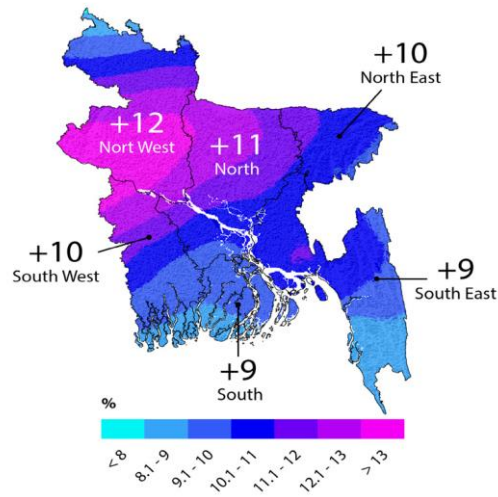 +10
North East
+12
Nort West
+11
North
+10
South West
+9
South East
+9
South
%
< 8
8.1 - 9
9.1 - 10
10.1 - 11
11.1 - 12
12.1 - 13
> 13